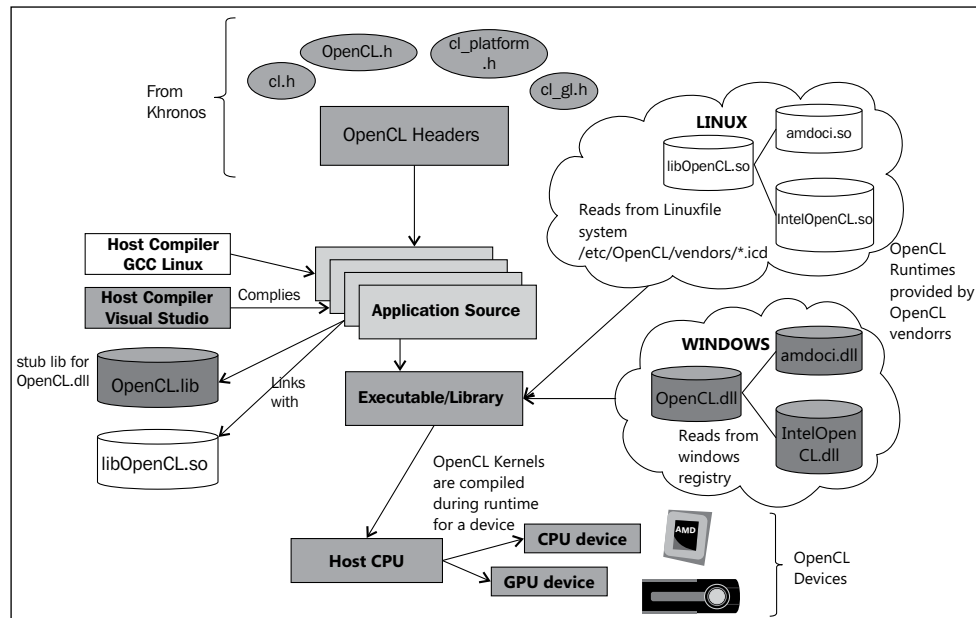 From
Khronos
cl.h
OpenCL.h
cl_platform
.h
cl_gl.h
OpenCL Headers
LINUX
libOpenCL.so
amdoci.so
IntelOpenCL.so
Reads from Linuxfile
system
/etc/OpenCL/vendors/*.icd
OpenCL
Runtimes
provided by
OpenCL
vendorrs
Host Compiler
GCC Linux
Host Compiler
Visual Studio
Complies
Application Source
stub lib for
OpenCL.dll
OpenCL.lib
Links
with
libOpenCL.so
Executable/Library
WINDOWS
OpenCL.dll
amdoci.dll
IntelOpen
CL.dll
Reads from
windows
registry
OpenCL Kernels
are compiled
during runtime
for a device
Host CPU
CPU device
GPU device
AMD
OpenCL
Devices